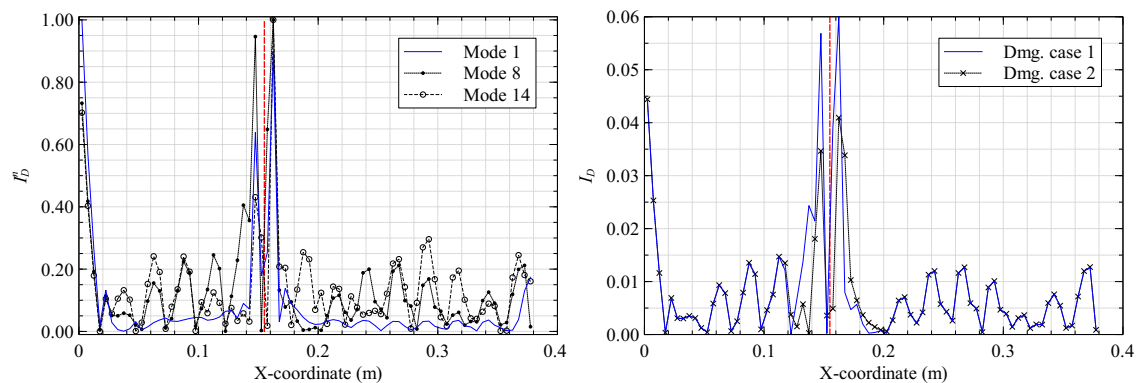 1.00
0.80
0.60
0.40
0.20
0.00
I_D^n
0
0.1
0.2
0.3
0.4
X-coordinate (m)
Mode 1
Mode 8
Mode 14
0.06
0.05
0.04
0.03
0.02
0.01
0.00
I_D
0
0.1
0.2
0.3
0.4
X-coordinate (m)
Dmg. case 1
Dmg. case 2